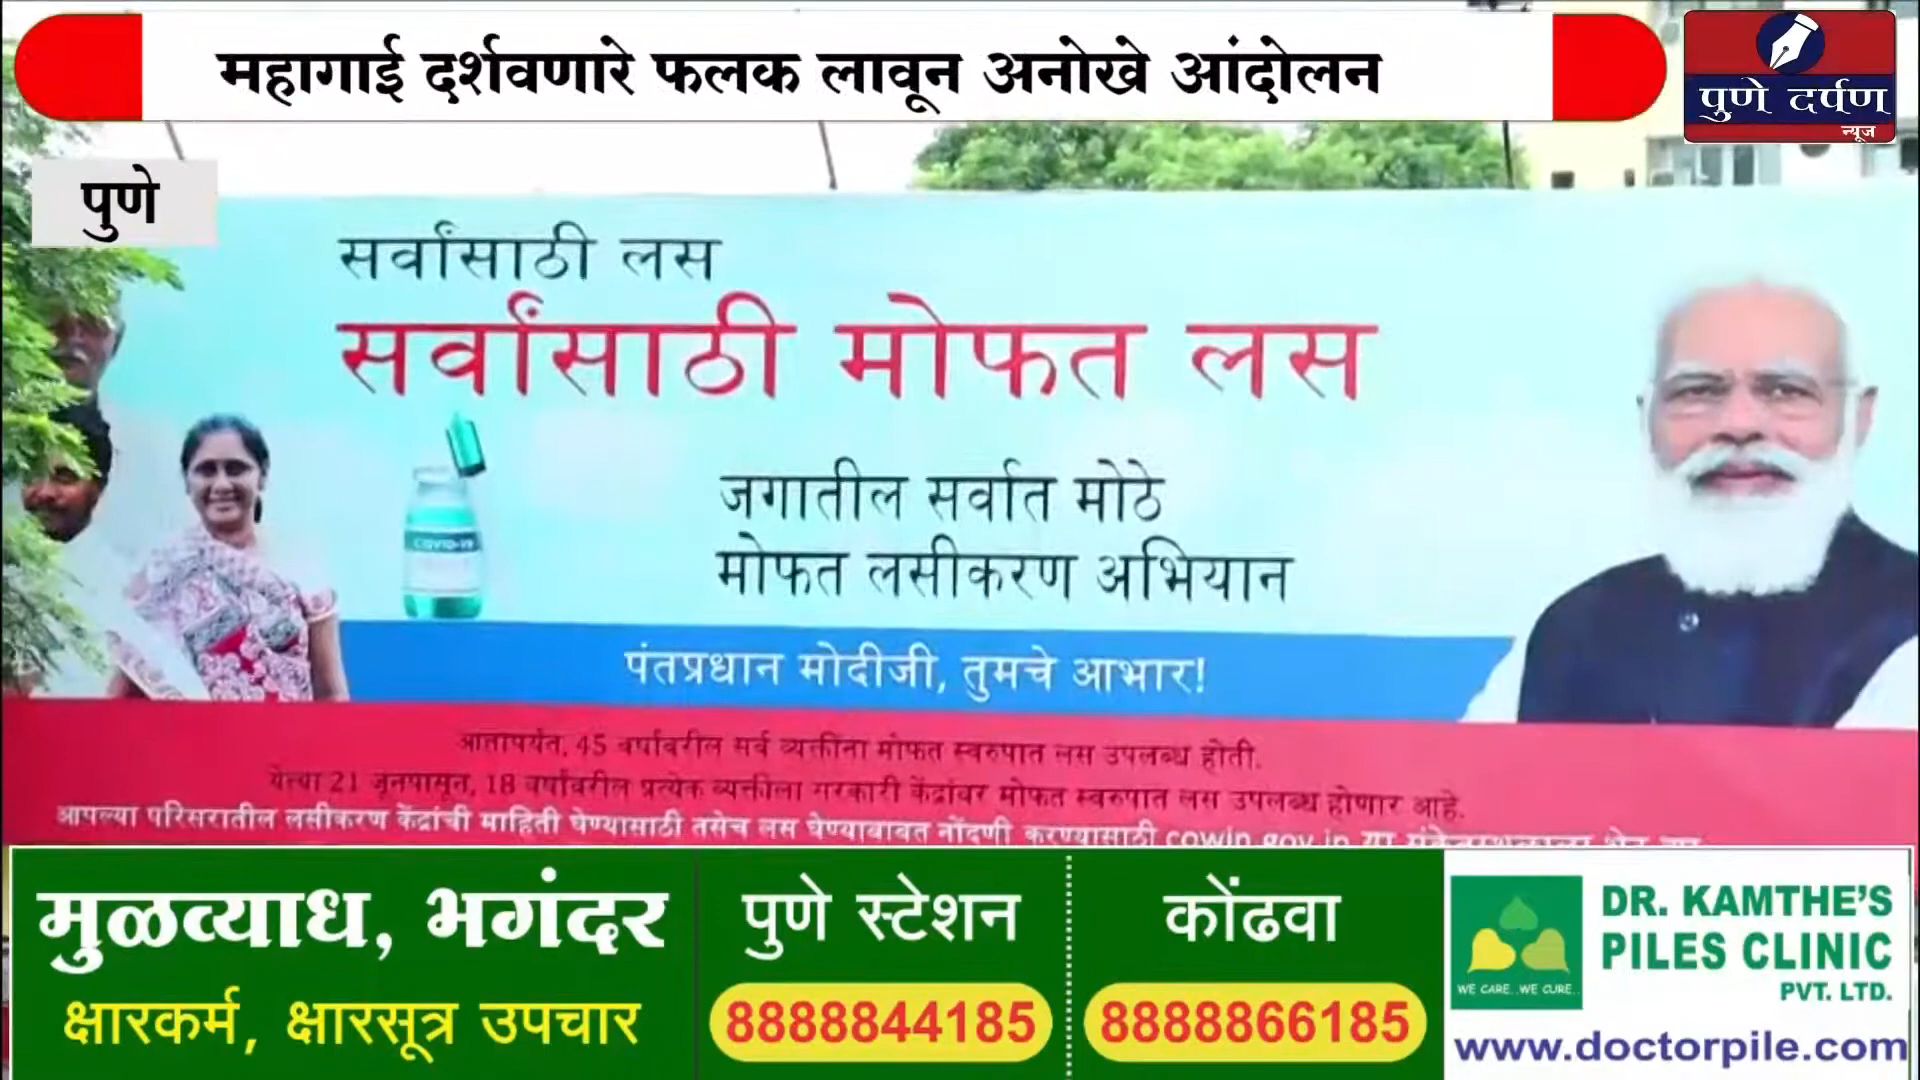 महागाई दर्शवणारे फलक लावून अनोखे आंदोलन
पुणे दर्पण
न्यूज
पुणे
सर्वांसाठी लस
सर्वांसाठी मोफत लस
COVID-19
जगातील सर्वात मोठे
मोफत लसीकरण अभियान
पंतप्रधान मोदीजी, तुमचे आभार!
आत्तापर्यंत, 45 वर्षांवरील सर्व व्यक्तींना मोफत स्वरुपात लस उपलब्ध होती.
येत्या 21 जूनपासून, 18 वर्षांवरील प्रत्येक व्यक्तीला सरकारी केंद्रांवर मोफत स्वरुपात लस उपलब्ध होणार आहे.
आपल्या परिसरातील लसीकरण केंद्रांची माहिती घेण्यासाठी तसेच लस घेण्याबाबत नोंदणी करण्यासाठी cowin.gov.in या
मुळव्याध, भगंदर
क्षारकर्म, क्षारसूत्र उपचार
पुणे स्टेशन
8888844185
कोंढवा
8888866185
WE CARE..WE CURE..
DR. KAMTHE'S
PILES CLINIC
PVT. LTD.
www.doctorpile.com